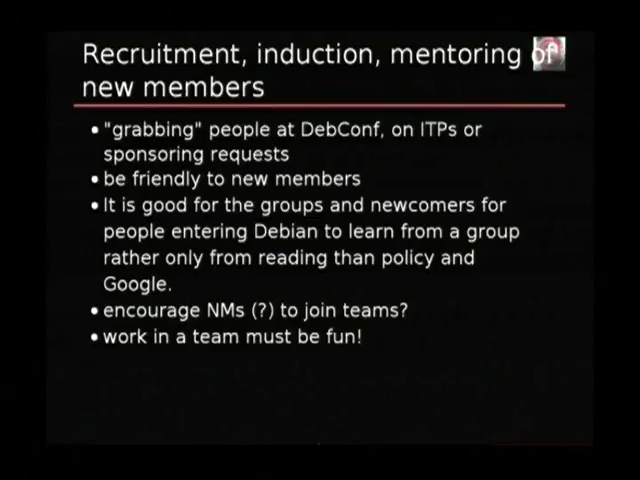 Recruitment, induction, mentoring of
new members
• "grabbing" people at DebConf, on ITPs or
sponsoring requests
• be friendly to new members
• It is good for the groups and newcomers for
people entering Debian to learn from a group
rather only from reading than policy and
Google.
• encourage NMs (?) to join teams?
• work in a team must be fun!